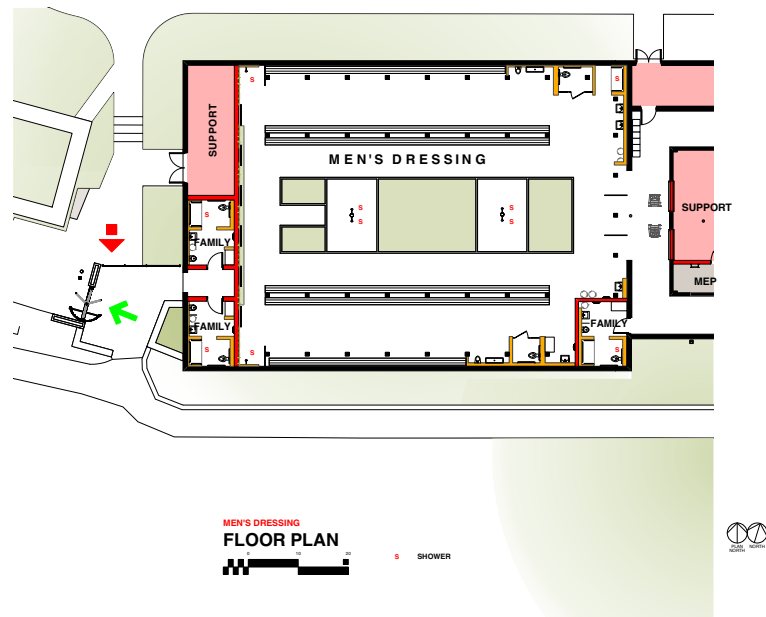 SUPPORT
S
S
MEN'S DRESSING
S
S
S
S
S
FAMILY
SUPPORT
MEP
FAMILY
FAMILY
S
S
S
MEN'S DRESSING
FLOOR PLAN
0 10 20
S SHOWER
PLAN NORTH
NORTH